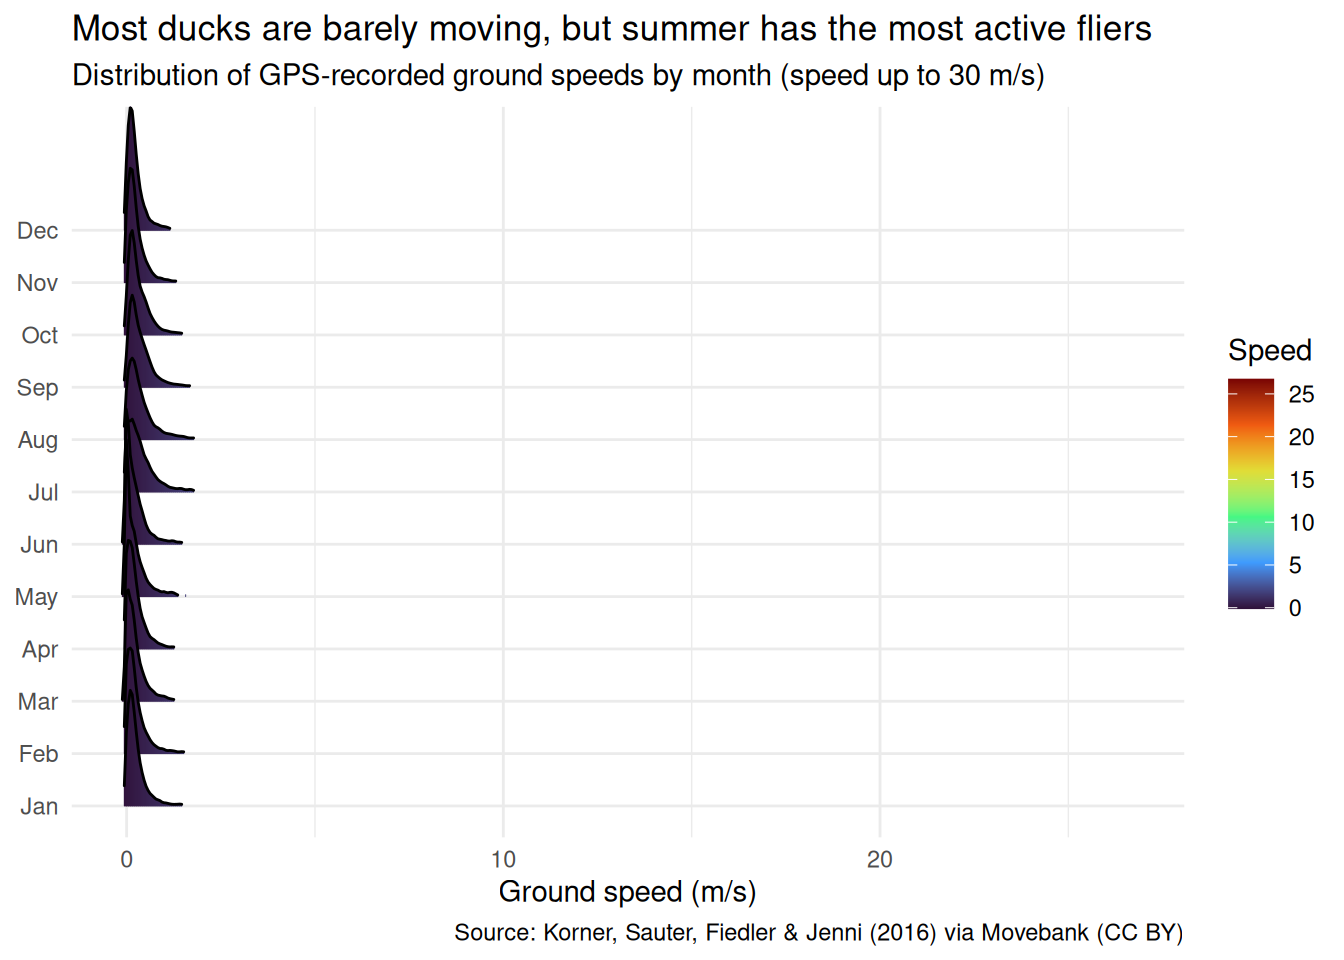 Most ducks are barely moving, but summer has the most active fliers
Distribution of GPS-recorded ground speeds by month (speed up to 30 m/s)
Dec
Nov
Oct
Sep
Aug
Jul
Jun
May
Apr
Mar
Feb
Jan
0 10 20
Ground speed (m/s)
Speed
25
20
15
10
5
0
Source: Korner, Sauter, Fiedler & Jenni (2016) via Movebank (CC BY)